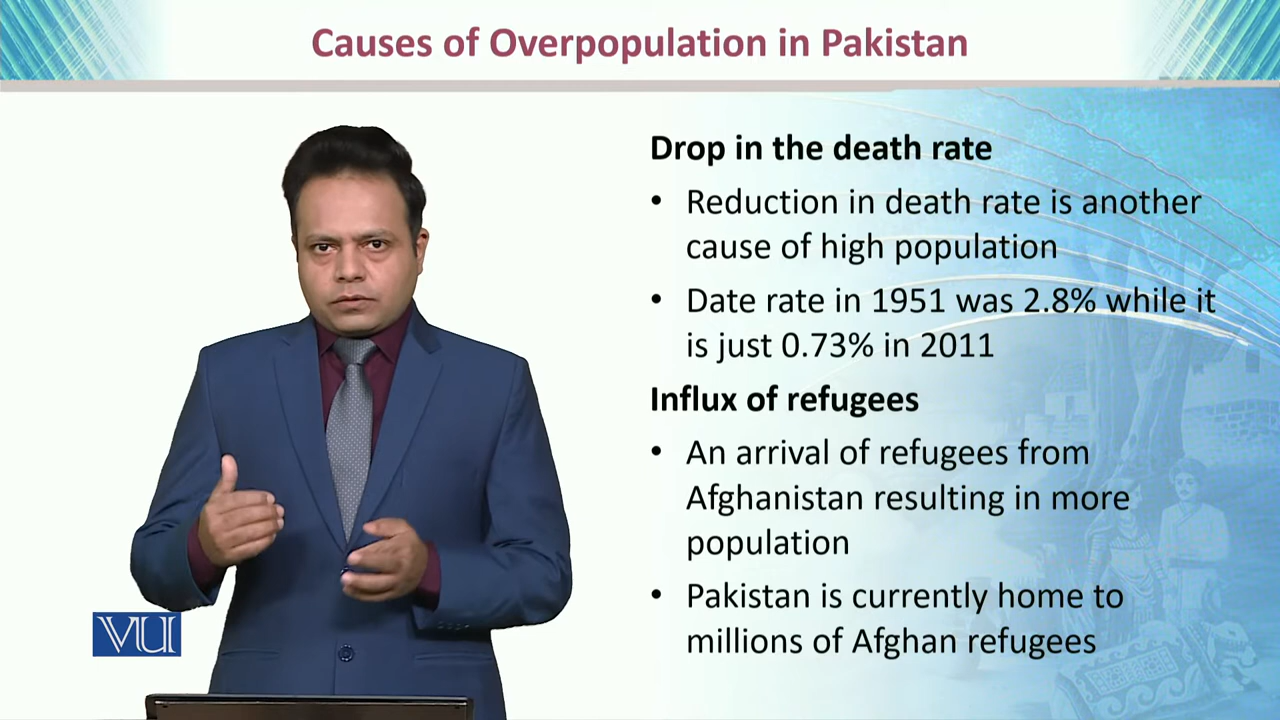 Causes of Overpopulation in Pakistan
Drop in the death rate
• Reduction in death rate is another
cause of high population
• Date rate in 1951 was 2.8% while it
is just 0.73% in 2011
Influx of refugees
• An arrival of refugees from
Afghanistan resulting in more
population
• Pakistan is currently home to
millions of Afghan refugees
VU